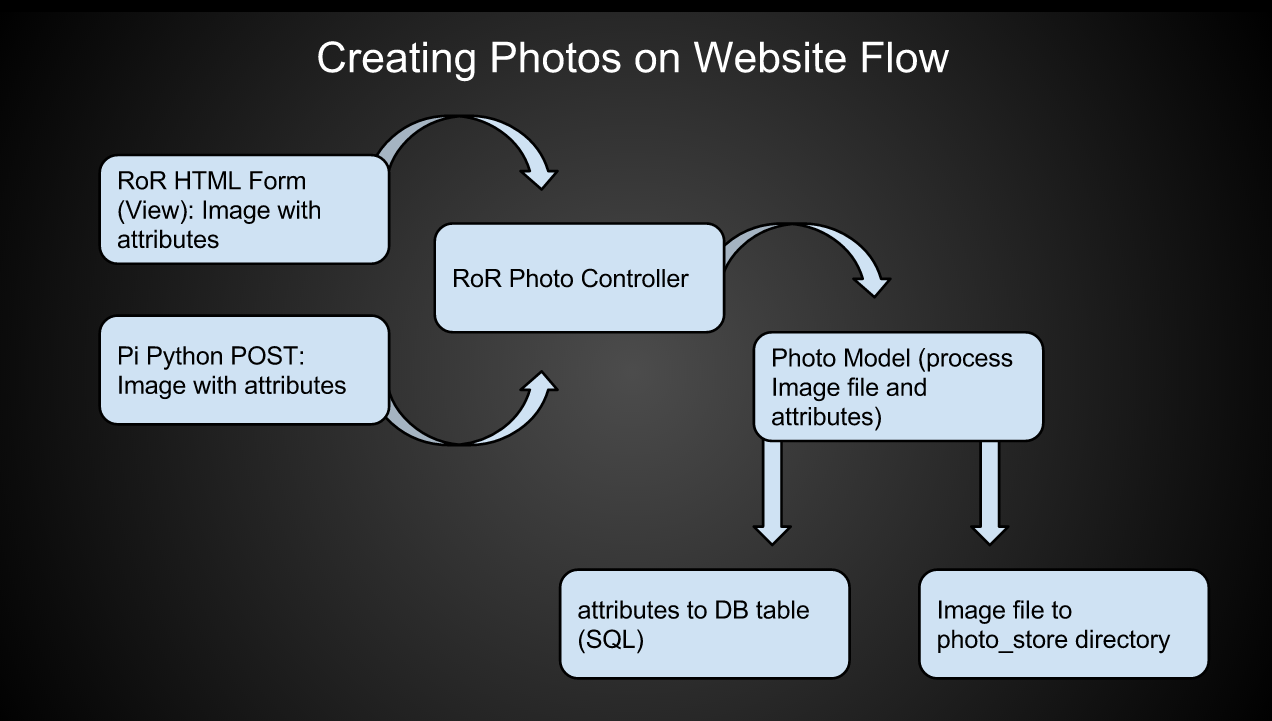 Creating Photos on Website Flow
RoR HTML Form
(View): Image with
attributes
RoR Photo Controller
Pi Python POST:
Image with attributes
Photo Model (process
Image file and
attributes)
attributes to DB table
(SQL)
Image file to
photo_store directory